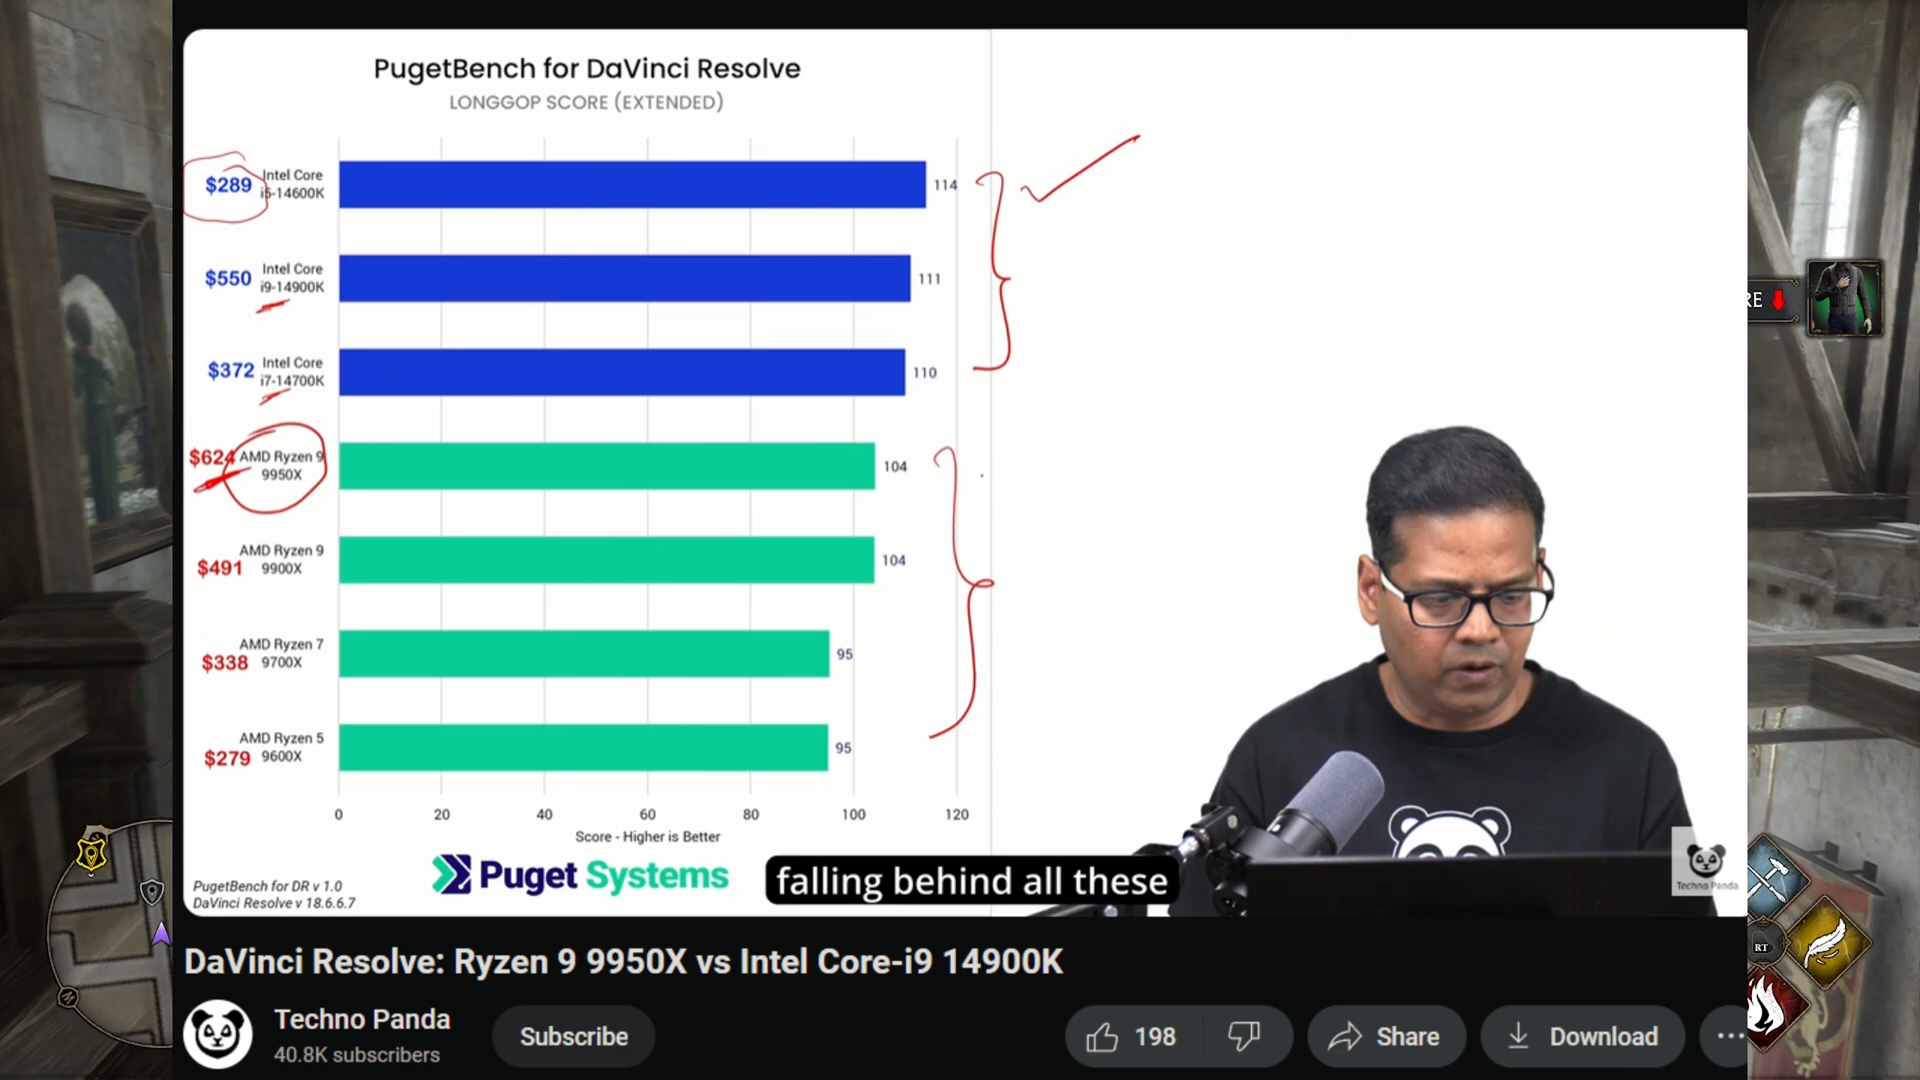 PugetBench for DaVinci Resolve
LONGGOP SCORE (EXTENDED)
$289
Intel Core
i5-14600K
114
$550
Intel Core
i9-14900K
111
$372
Intel Core
i7-14700K
110
$624
AMD Ryzen 9
9950X
104
$491
AMD Ryzen 9
9900X
104
$338
AMD Ryzen 7
9700X
95
$279
AMD Ryzen 5
9600X
95
0 20 40 60 80 100 120
Score - Higher is Better
Puget Systems
PugetBench for DR v 1.0
DaVinci Resolve v 18.6.6.7
falling behind all these
Techno Panda
RE
RT
DaVinci Resolve: Ryzen 9 9950X vs Intel Core-i9 14900K
Techno Panda
40.8K subscribers
Subscribe
198
Share
Download